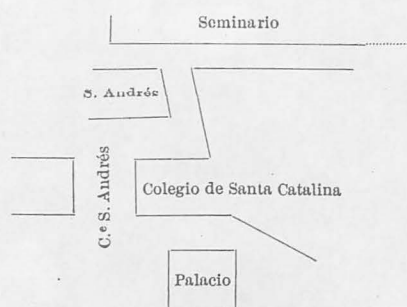 Seminario
S. Andrés
C.e S. Andrés
Colegio de Santa Catalina
Palacio